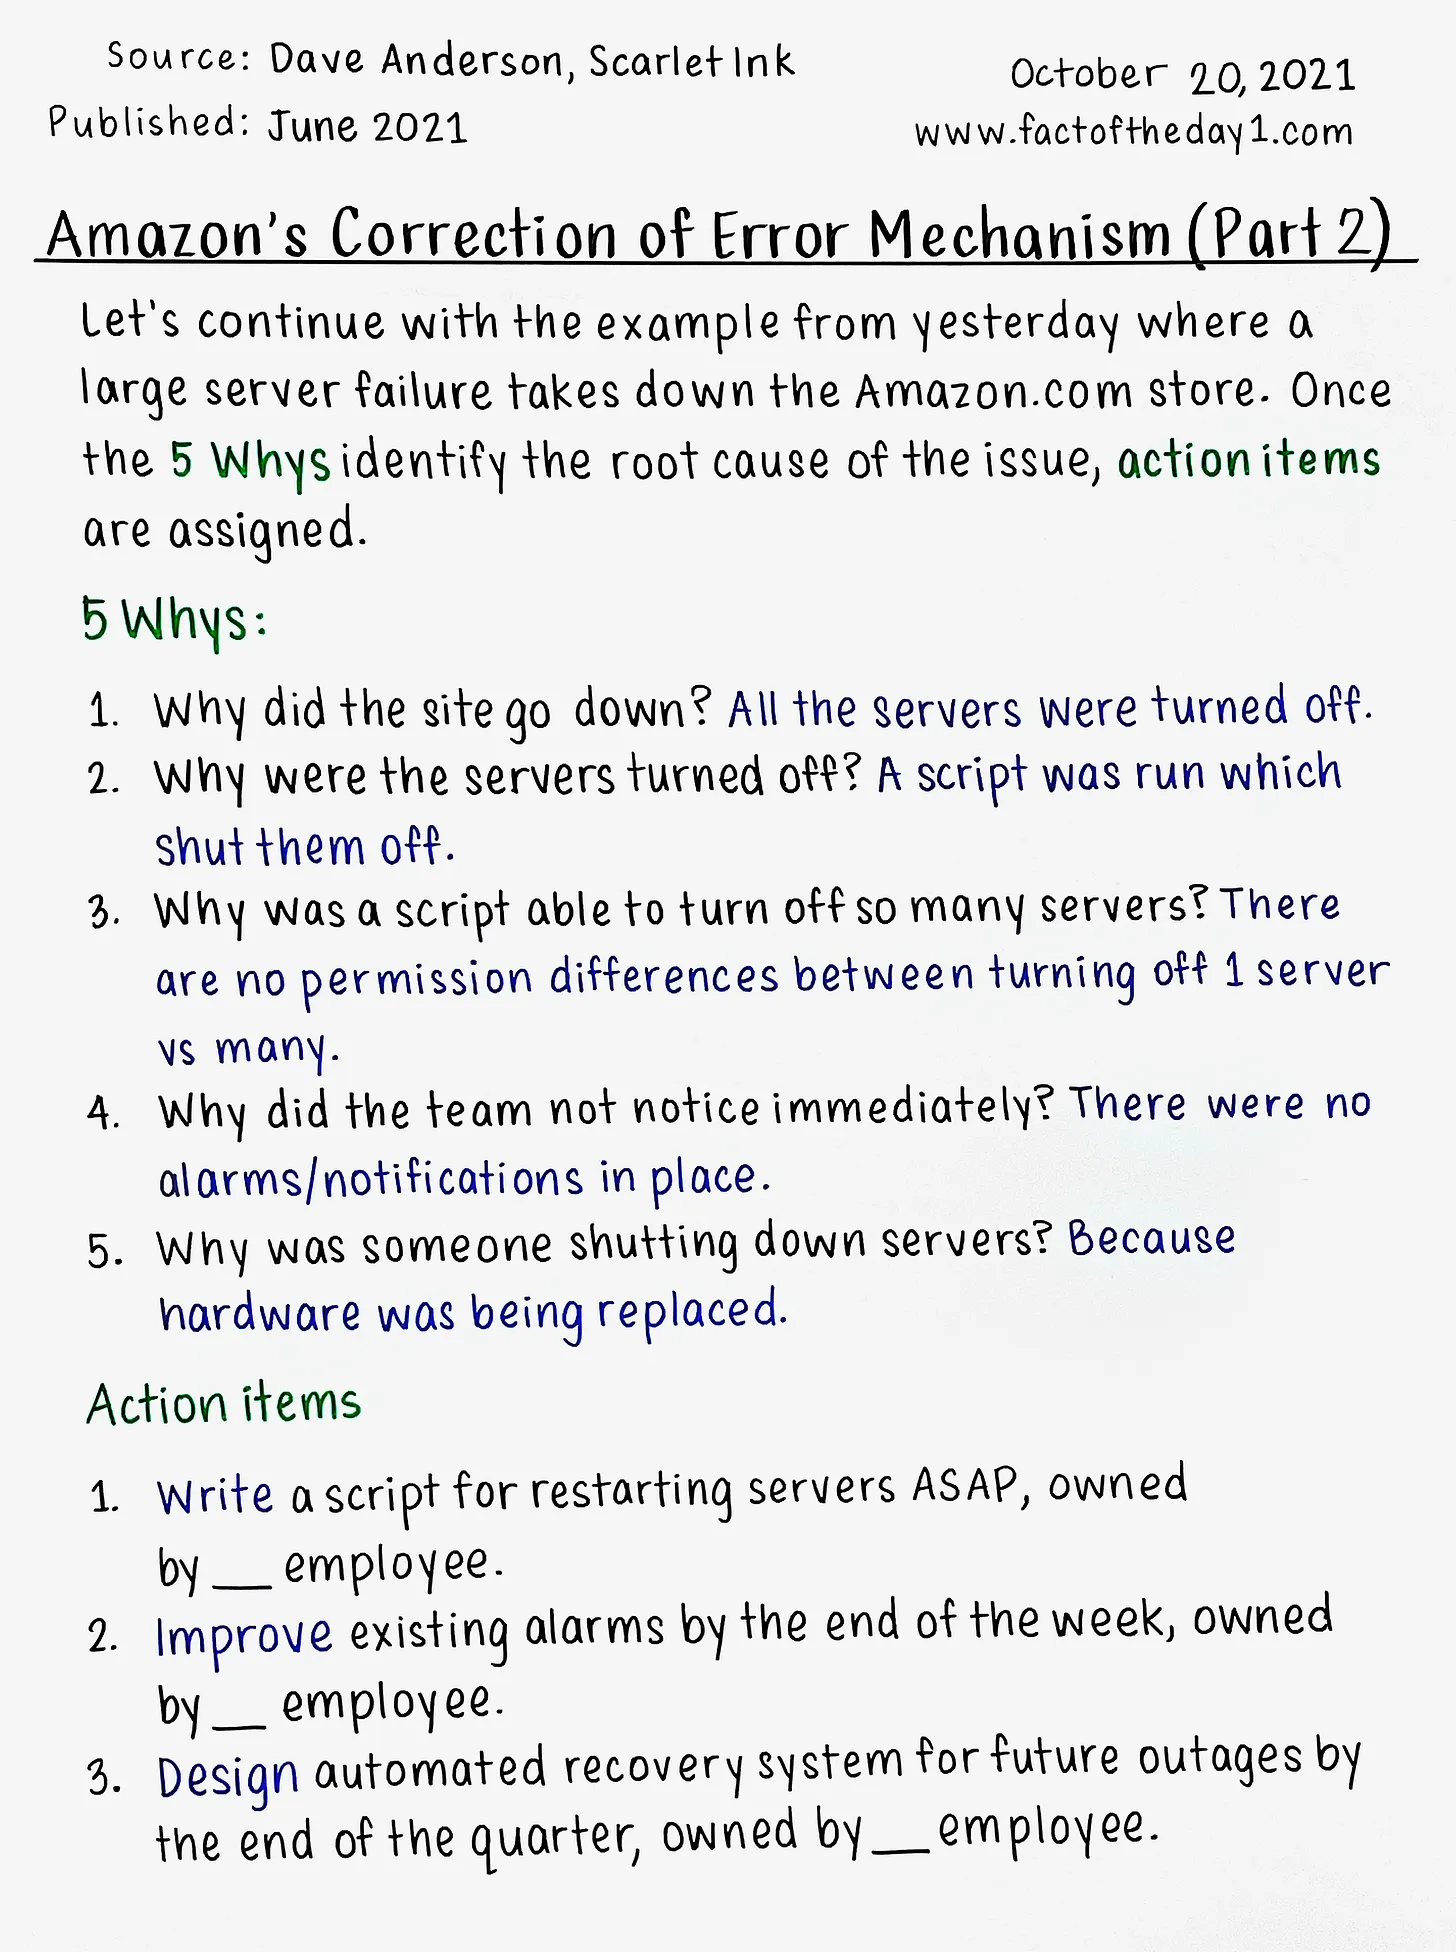 Source: Dave Anderson, Scarlet Ink
Published: June 2021
October 20, 2021
www.factoftheday1.com
Amazon's Correction of Error Mechanism (Part 2)
Let's continue with the example from yesterday where a
large server failure takes down the Amazon.com store. Once
the 5 Whys identify the root cause of the issue, action items
are assigned.
5 Whys:
1. Why did the site go down? All the servers were turned off.
2. Why were the servers turned off? A script was run which
shut them off.
3. Why was a script able to turn off so many servers? There
are no permission differences between turning off 1 server
vs many.
4. Why did the team not notice immediately? There were no
alarms/notifications in place.
5. Why was someone shutting down servers? Because
hardware was being replaced.
Action items
1. Write a script for restarting servers ASAP, owned
by __ employee.
2. Improve existing alarms by the end of the week, owned
by __ employee.
3. Design automated recovery system for future outages by
the end of the quarter, owned by __ employee.